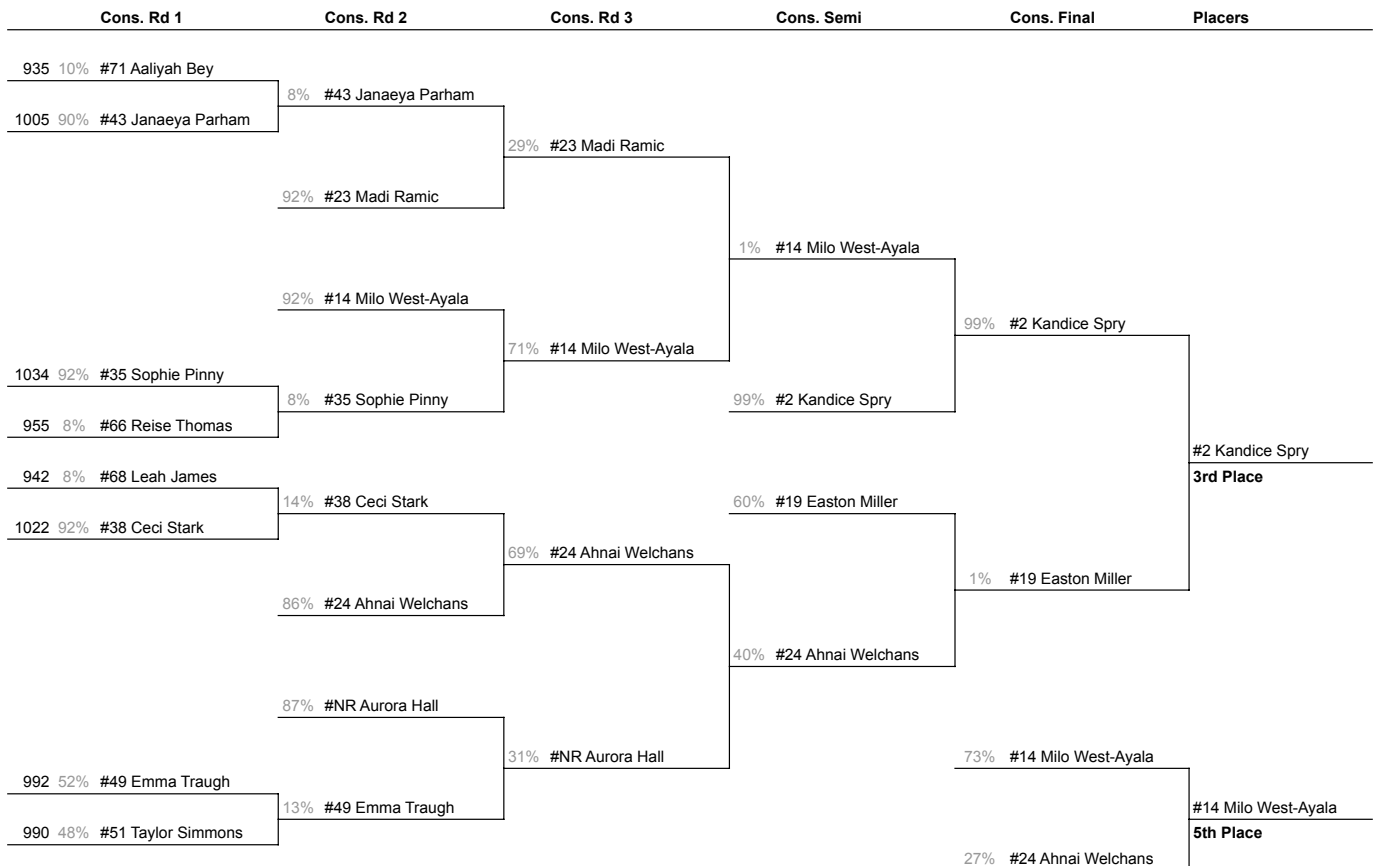 Cons. Rd 1 Cons. Rd 2 Cons. Rd 3 Cons. Semi Cons. Final Placers
935 10% #71 Aaliyah Bey
8% #43 Janaeya Parham
1005 90% #43 Janaeya Parham
29% #23 Madi Ramic
92% #23 Madi Ramic
1% #14 Milo West-Ayala
92% #14 Milo West-Ayala
99% #2 Kandice Spry
71% #14 Milo West-Ayala
1034 92% #35 Sophie Pinny
8% #35 Sophie Pinny
99% #2 Kandice Spry
955 8% #66 Reise Thomas
#2 Kandice Spry
942 8% #68 Leah James
3rd Place
14% #38 Ceci Stark
60% #19 Easton Miller
1022 92% #38 Ceci Stark
69% #24 Ahnai Welchans
1% #19 Easton Miller
86% #24 Ahnai Welchans
40% #24 Ahnai Welchans
87% #NR Aurora Hall
31% #NR Aurora Hall
73% #14 Milo West-Ayala
992 52% #49 Emma Traugh
13% #49 Emma Traugh
#14 Milo West-Ayala
990 48% #51 Taylor Simmons
5th Place
27% #24 Ahnai Welchans